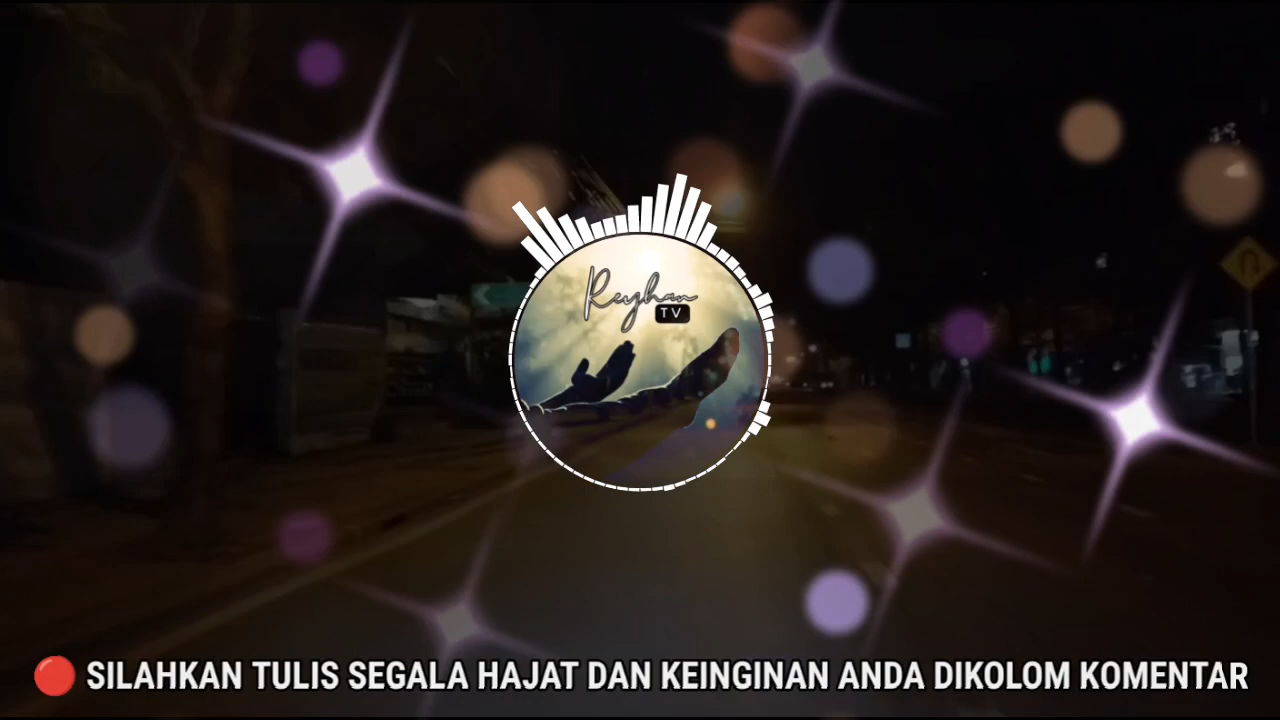 Reyhan
TV
SILAHKAN TULIS SEGALA HAJAT DAN KEINGINAN ANDA DIKOLOM KOMENTAR